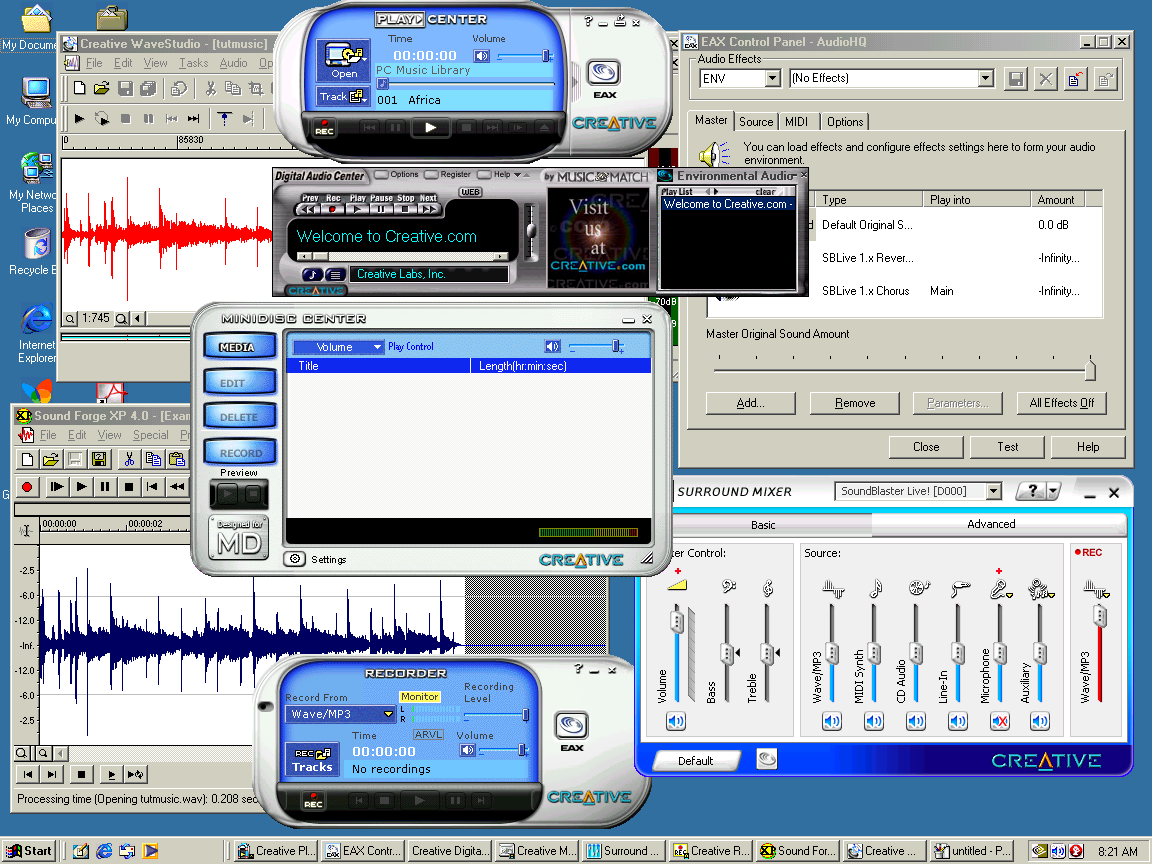 My Docume
My Compu
My Netwo
Places
Recycle B
Internet
Explorer
Creative WaveStudio - [tutmusic]
File Edit View Tasks Audio Op
0 85830
1:745
PLAY CENTER
Time Volume
00:00:00
Open
PC Music Library
Track
001 Africa
REC
EAX
CREATIVE
EAX Control Panel - AudioHQ
Audio Effects
ENV
(No Effects)
Master Source MIDI Options
You can load effects and configure effects settings here to form your audio
environment.
Type Play into Amount
Default Original S... 0.0 dB
SBLive 1.x Rever... -Infinity...
SBLive 1.x Chorus Main -Infinity...
Master Original Sound Amount
Add... Remove Parameters... All Effects Off
Close Test Help
Digital Audio Center Options Register Help by MUSICMATCH
WEB
Prev Rec Play Pause Stop Next
Welcome to Creative.com
Creative Labs, Inc.
CREATIVE
Visit
us
at
CREATIVE.com
Environmental Audio
Play List clear
Welcome to Creative.com -
70dB
MINIDISC CENTER
MEDIA
EDIT
DELETE
RECORD
Preview
Designed for
MD
Volume Play Control
Title Length(hr:min:sec)
Settings
CREATIVE
Sound Forge XP 4.0 - [Exam
File Edit View Special Pr
00:00:00 00:00:02
-2.5
-6.0
-12.0
-Inf.
-12.0
-6.0
-2.5
Processing time (Opening tutmusic.wav): 0.208 sec
RECORDER
Record From
Monitor
Recording
Level
Wave/MP3
L
R
Time
ARVL
Volume
00:00:00
REC
Tracks
No recordings
REC
EAX
CREATIVE
SURROUND MIXER
SoundBlaster Live! [D000]
?
Basic Advanced
ter Control: Source: REC
Volume
Bass
Treble
Wave/MP3
MIDI Synth
CD Audio
Line-In
Microphone
Auxiliary
Wave/MP3
Default
CREATIVE
Start
Creative Pl...
EAX Contr...
Creative Digita...
Creative M...
Surround ...
Creative R...
Sound For...
Creative ...
untitled - P...
8:21 AM